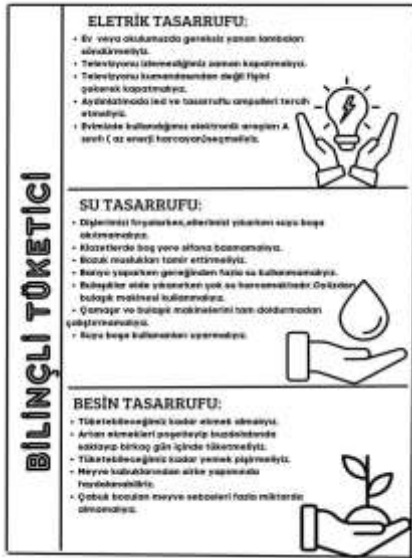 BİLİNÇLİ TÜKETİCİ
ELETRİK TASARRUFU:
• Ev veya okulumuzda gereksiz yanan lambaları
söndürmeliyiz.
• Televizyonu izlemediğimiz zaman kapatmalıyız.
• Televizyonu kumandasından değil fişini
çekerek kapatmalıyız.
• Aydınlatmada led ve tasarruflu ampulleri tercih
etmeliyiz.
• Evimizde kullandığımız elektronik araçları A
sınıfı ( az enerji harcayan)seçmeliyiz.
SU TASARRUFU:
• Dişlerimizi fırçalarken,ellerimizi yıkarken suyu boşa
akıtmamalıyız.
• Klozetlerde boş yere sifona basmamalıyız.
• Bozuk muslukları tamir ettirmeliyiz.
• Banyo yaparken gereğinden fazla su kullanmamalıyız.
• Bulaşıklar elde yıkanırken çok su harcanmaktadır.O yüzden
bulaşık makinesi kullanmalıyız.
• Çamaşır ve bulaşık makinelerini tam doldurmadan
çalıştırmamalıyız.
• Suyu boşa kullananları uyarmalıyız.
BESİN TASARRUFU:
• Tüketebileceğimiz kadar ekmek almalıyız.
• Artan ekmekleri poşetleyip buzdolabında
saklayıp birkaç gün içinde tüketmeliyiz.
• Tüketebileceğimiz kadar yemek pişirmeliyiz.
• Meyve kabuklarından sirke yapımında
faydalanabiliriz.
• Çabuk bozulan meyve sebzeleri fazla miktarda
almamalıyız.